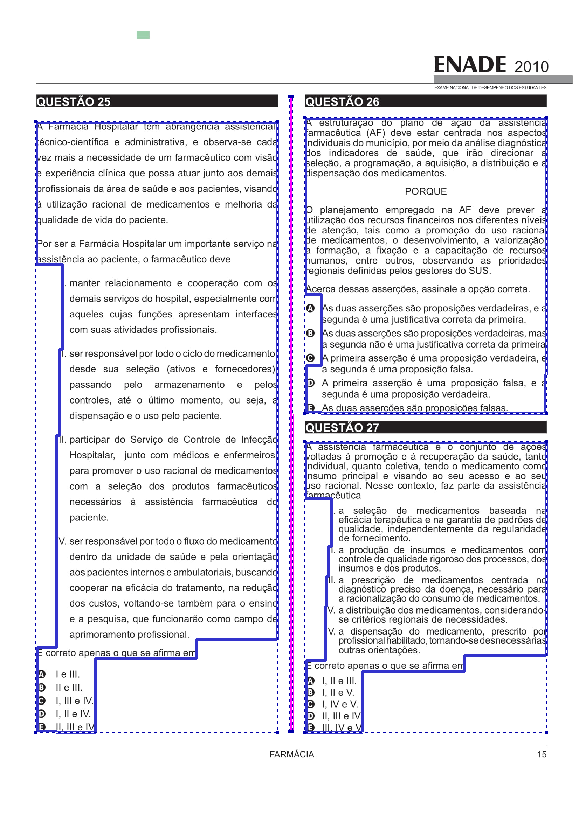 ENADE 2010
EXAME NACIONAL DE DESEMPENHO DOS ESTUDANTES
QUESTÃO 25
A Farmácia Hospitalar tem abrangência assistencial,
técnico-científica e administrativa, e observa-se cada
vez mais a necessidade de um farmacêutico com visão
e experiência clínica que possa atuar junto aos demais
profissionais da área de saúde e aos pacientes, visando
à utilização racional de medicamentos e melhoria da
qualidade de vida do paciente.
Por ser a Farmácia Hospitalar um importante serviço na
assistência ao paciente, o farmacêutico deve
I. manter relacionamento e cooperação com os
demais serviços do hospital, especialmente com
aqueles cujas funções apresentam interfaces
com suas atividades profissionais.
II. ser responsável por todo o ciclo do medicamento,
desde sua seleção (ativos e fornecedores),
passando pelo armazenamento e pelos
controles, até o último momento, ou seja, a
dispensação e o uso pelo paciente.
III. participar do Serviço de Controle de Infecção
Hospitalar, junto com médicos e enfermeiros,
para promover o uso racional de medicamentos
com a seleção dos produtos farmacêuticos
necessários à assistência farmacêutica do
paciente.
IV. ser responsável por todo o fluxo do medicamento
dentro da unidade de saúde e pela orientação
aos pacientes internos e ambulatoriais, buscando
cooperar na eficácia do tratamento, na redução
dos custos, voltando-se também para o ensino
e a pesquisa, que funcionarão como campo de
aprimoramento profissional.
É correto apenas o que se afirma em
A I e III.
B II e III.
C I, III e IV.
D I, II e IV.
E II, III e IV.
QUESTÃO 26
A estruturação do plano de ação da assistência
farmacêutica (AF) deve estar centrada nos aspectos
individuais do município, por meio da análise diagnóstica
dos indicadores de saúde, que irão direcionar a
seleção, a programação, a aquisição, a distribuição e a
dispensação dos medicamentos.
PORQUE
O planejamento empregado na AF deve prever a
utilização dos recursos financeiros nos diferentes níveis
de atenção, tais como a promoção do uso racional
de medicamentos, o desenvolvimento, a valorização,
a formação, a fixação e a capacitação de recursos
humanos, entre outros, observando as prioridades
regionais definidas pelos gestores do SUS.
Acerca dessas asserções, assinale a opção correta.
A As duas asserções são proposições verdadeiras, e a
segunda é uma justificativa correta da primeira.
B As duas asserções são proposições verdadeiras, mas
a segunda não é uma justificativa correta da primeira.
C A primeira asserção é uma proposição verdadeira, e
a segunda é uma proposição falsa.
D A primeira asserção é uma proposição falsa, e a
segunda é uma proposição verdadeira.
E As duas asserções são proposições falsas.
QUESTÃO 27
A assistência farmacêutica é o conjunto de ações
voltadas à promoção e à recuperação da saúde, tanto
individual, quanto coletiva, tendo o medicamento como
insumo principal e visando ao seu acesso e ao seu
uso racional. Nesse contexto, faz parte da assistência
farmacêutica
I. a seleção de medicamentos baseada na
eficácia terapêutica e na garantia de padrões de
qualidade, independentemente da regularidade
de fornecimento.
II. a produção de insumos e medicamentos com
controle de qualidade rigoroso dos processos, dos
insumos e dos produtos.
III. a prescrição de medicamentos centrada no
diagnóstico preciso da doença, necessário para
a racionalização do consumo de medicamentos.
IV. a distribuição dos medicamentos, considerando-
se critérios regionais de necessidades.
V. a dispensação do medicamento, prescrito por
profissional habilitado, tornando-se desnecessárias
outras orientações.
É correto apenas o que se afirma em
A I, II e III.
B I, II e V.
C I, IV e V.
D II, III e IV.
E III, IV e V.
FARMÁCIA
15